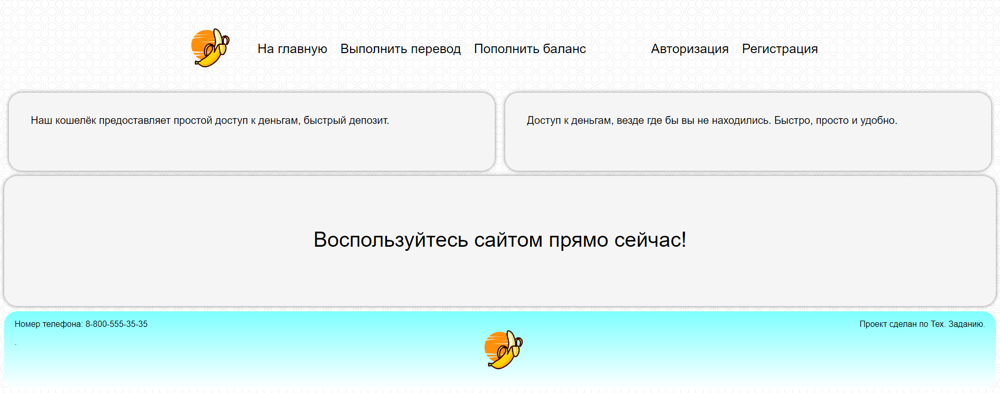 На главную Выполнить перевод Пополнить баланс Авторизация Регистрация
Наш кошелёк предоставляет простой доступ к деньгам, быстрый депозит.
Доступ к деньгам, везде где бы вы не находились. Быстро, просто и удобно.
Воспользуйтесь сайтом прямо сейчас!
Номер телефона: 8-800-555-35-35
Проект сделан по Тех. Заданию.
.